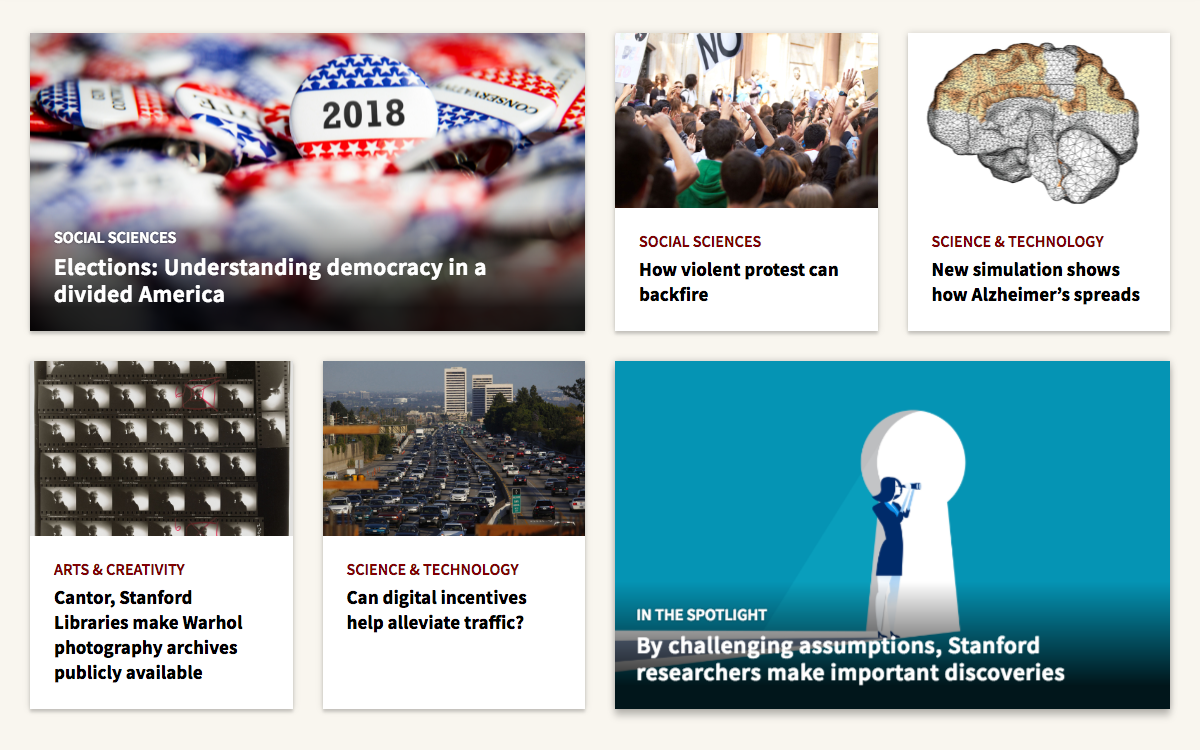 2018
CONSERVATIVE
SOCIAL SCIENCES
Elections: Understanding democracy in a
divided America
NO
SOCIAL SCIENCES
How violent protest can
backfire
SCIENCE & TECHNOLOGY
New simulation shows
how Alzheimer’s spreads
ARTS & CREATIVITY
Cantor, Stanford
Libraries make Warhol
photography archives
publicly available
SCIENCE & TECHNOLOGY
Can digital incentives
help alleviate traffic?
IN THE SPOTLIGHT
By challenging assumptions, Stanford
researchers make important discoveries